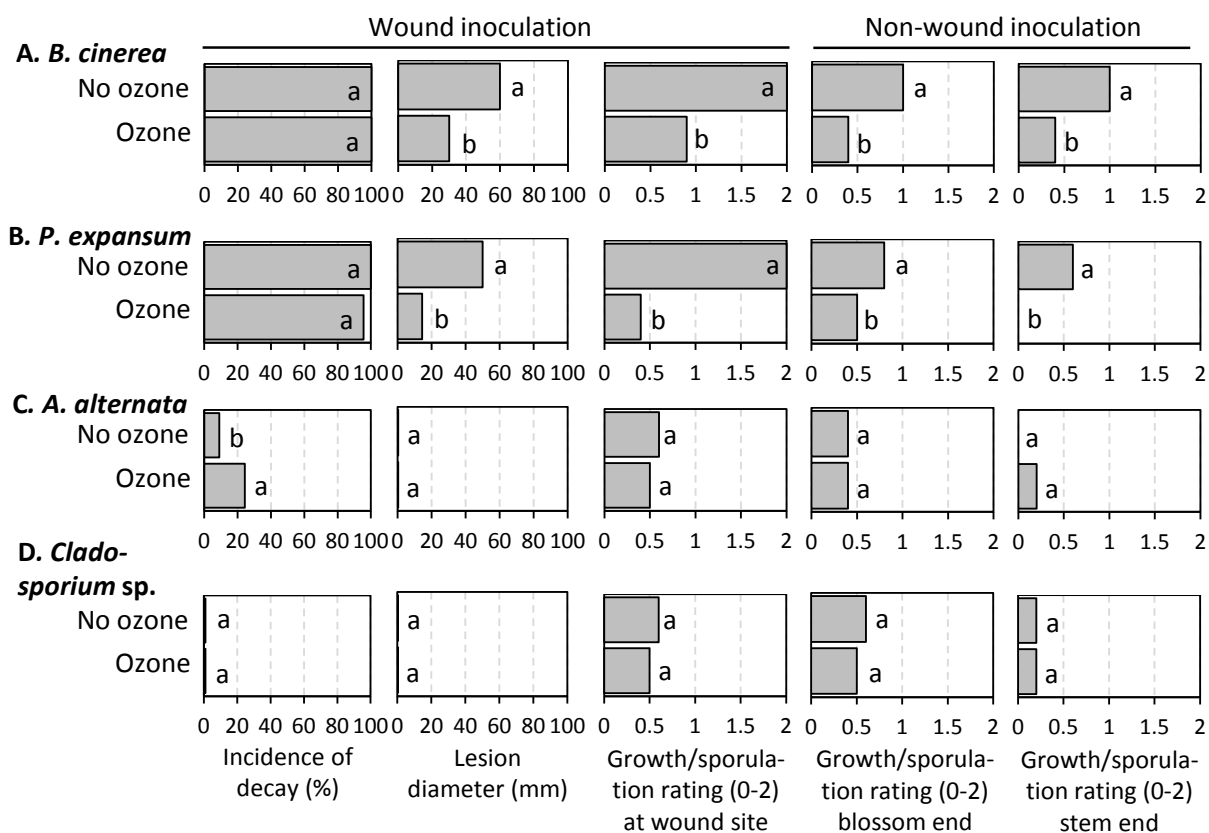 Wound inoculation Non-wound inoculation
A. B. cinerea
No ozone a a a a a
Ozone a b b b b
0 20 40 60 80 100 0 20 40 60 80 100 0 0.5 1 1.5 2 0 0.5 1 1.5 2 0 0.5 1 1.5 2
B. P. expansum
No ozone a a a a a
Ozone a b b b b
0 20 40 60 80 100 0 20 40 60 80 100 0 0.5 1 1.5 2 0 0.5 1 1.5 2 0 0.5 1 1.5 2
C. A. alternata
No ozone b a a a a
Ozone a a a a a
0 20 40 60 80 100 0 20 40 60 80 100 0 0.5 1 1.5 2 0 0.5 1 1.5 2 0 0.5 1 1.5 2
D. Clado-
sporium sp.
No ozone a a a a a
Ozone a a a a a
0 20 40 60 80 100 0 20 40 60 80 100 0 0.5 1 1.5 2 0 0.5 1 1.5 2 0 0.5 1 1.5 2
Incidence of
decay (%)
Lesion
diameter (mm)
Growth/sporula-
tion rating (0-2)
at wound site
Growth/sporula-
tion rating (0-2)
blossom end
Growth/sporula-
tion rating (0-2)
stem end